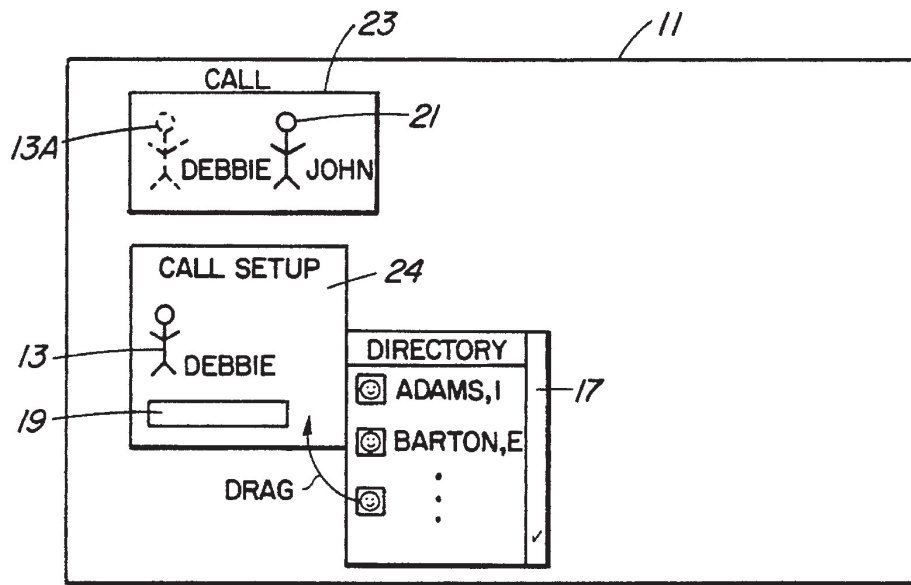 23
11
CALL
13A
21
DEBBIE
JOHN
CALL SETUP
24
13
DEBBIE
DIRECTORY
ADAMS,I
17
19
BARTON,E
DRAG